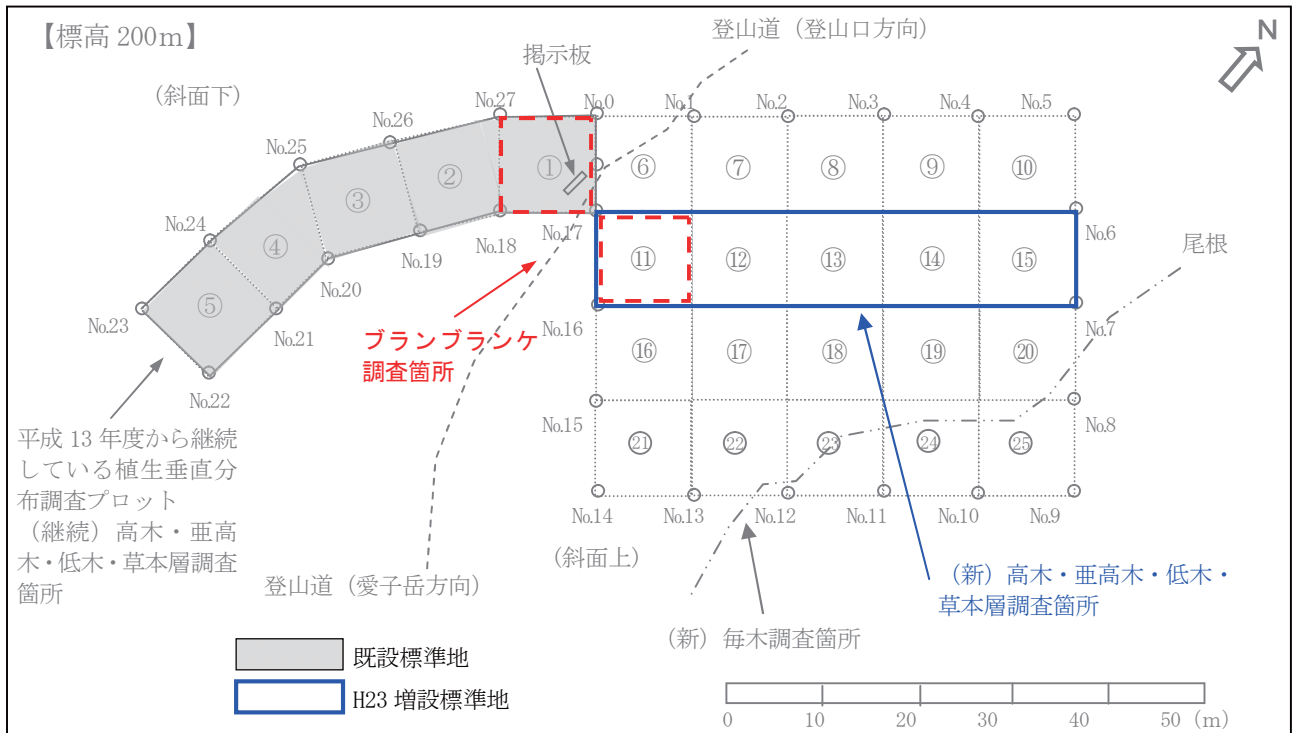 【標高 200m】
登山道（登山口方向）
N
掲示板
(斜面下)
No.27
No.0
No.1
No.2
No.3
No.4
No.5
No.26
No.25
①
⑥
⑦
⑧
⑨
⑩
②
③
No.24
No.18
No.17
No.6
④
No.19
尾根
⑪
⑫
⑬
⑭
⑮
No.20
⑤
No.23
No.21
No.16
No.7
ブランブランケ
調査箇所
⑯
⑰
⑱
⑲
⑳
No.22
No.15
No.8
平成 13 年度から継続
している植生垂直分
布調査プロット
（継続）高木・亜高
木・低木・草本層調査
箇所
㉑
㉒
㉓
㉔
㉕
No.14
No.13
No.12
No.11
No.10
No.9
(斜面上)
登山道（愛子岳方向）
（新）高木・亜高木・低木・
草本層調査箇所
（新）毎木調査箇所
既設標準地
H23 増設標準地
0 10 20 30 40 50 (m)